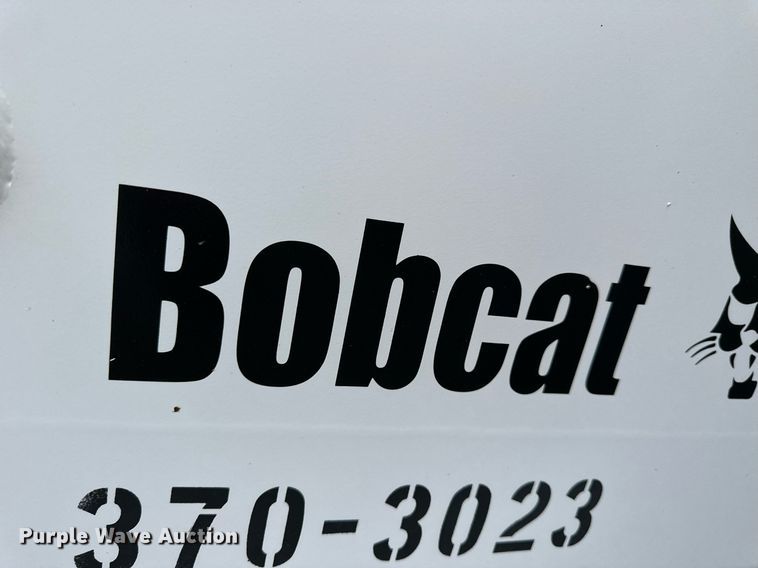 Bobcat
370-3023
Purple Wave Auction